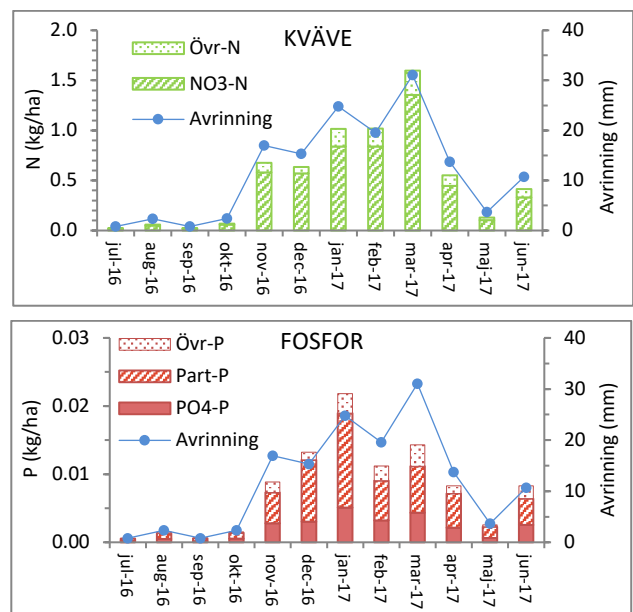 KVÄVE
Övr-N
NO3-N
Avrinning
N (kg/ha)
2.0
1.5
1.0
0.5
0.0
Avrinning (mm)
40
30
20
10
0
jul-16
aug-16
sep-16
okt-16
nov-16
dec-16
jan-17
feb-17
mar-17
apr-17
maj-17
jun-17
FOSFOR
Övr-P
Part-P
PO4-P
Avrinning
P (kg/ha)
0.03
0.02
0.01
0.00
Avrinning (mm)
40
30
20
10
0
jul-16
aug-16
sep-16
okt-16
nov-16
dec-16
jan-17
feb-17
mar-17
apr-17
maj-17
jun-17